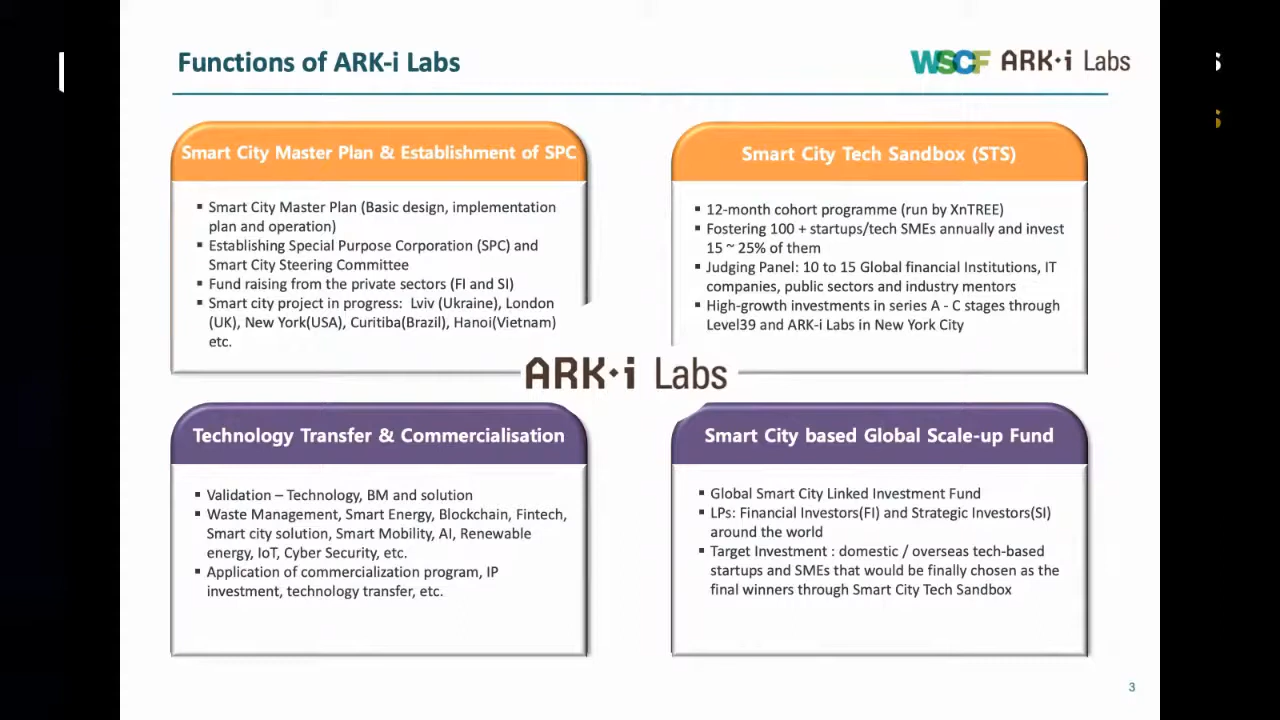 Functions of ARK-i Labs
WSCF ARK·i Labs
Smart City Master Plan & Establishment of SPC
▪ Smart City Master Plan (Basic design, implementation
plan and operation)
▪ Establishing Special Purpose Corporation (SPC) and
Smart City Steering Committee
▪ Fund raising from the private sectors (FI and SI)
▪ Smart city project in progress: Lviv (Ukraine), London
(UK), New York(USA), Curitiba(Brazil), Hanoi(Vietnam)
etc.
Smart City Tech Sandbox (STS)
▪ 12-month cohort programme (run by XnTREE)
▪ Fostering 100 + startups/tech SMEs annually and invest
15 ~ 25% of them
▪ Judging Panel: 10 to 15 Global financial Institutions, IT
companies, public sectors and industry mentors
▪ High-growth investments in series A - C stages through
Level39 and ARK-i Labs in New York City
ARK·i Labs
Technology Transfer & Commercialisation
▪ Validation – Technology, BM and solution
▪ Waste Management, Smart Energy, Blockchain, Fintech,
Smart city solution, Smart Mobility, AI, Renewable
energy, IoT, Cyber Security, etc.
▪ Application of commercialization program, IP
investment, technology transfer, etc.
Smart City based Global Scale-up Fund
▪ Global Smart City Linked Investment Fund
▪ LPs: Financial Investors(FI) and Strategic Investors(SI)
around the world
▪ Target Investment : domestic / overseas tech-based
startups and SMEs that would be finally chosen as the
final winners through Smart City Tech Sandbox
3